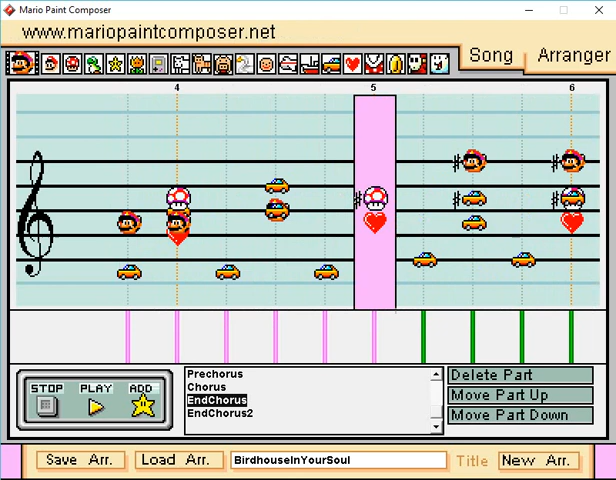 Mario Paint Composer
www.mariopaintcomposer.net
Song
Arranger
4
5
6
STOP
PLAY
ADD
Prechorus
Chorus
EndChorus
EndChorus2
Delete Part
Move Part Up
Move Part Down
Save Arr.
Load Arr.
BirdhouseInYourSoul
Title
New Arr.